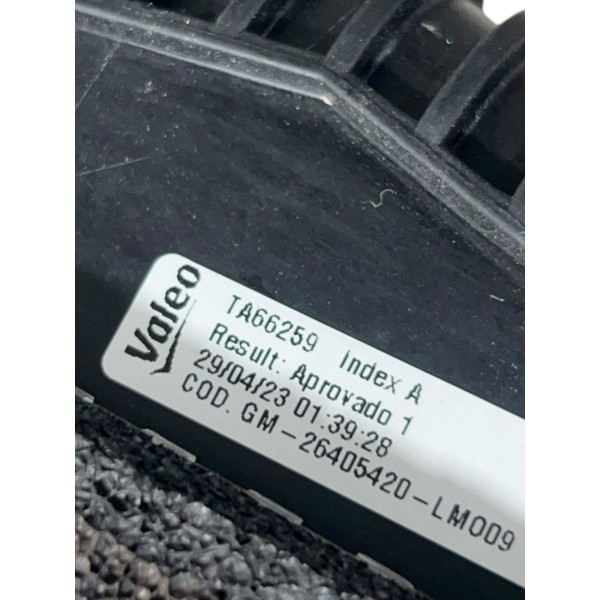 Valeo
TA66259 Index A
Result: Aprovado 1
29/04/23 01:39:28
COD. GM-26405420-LM009